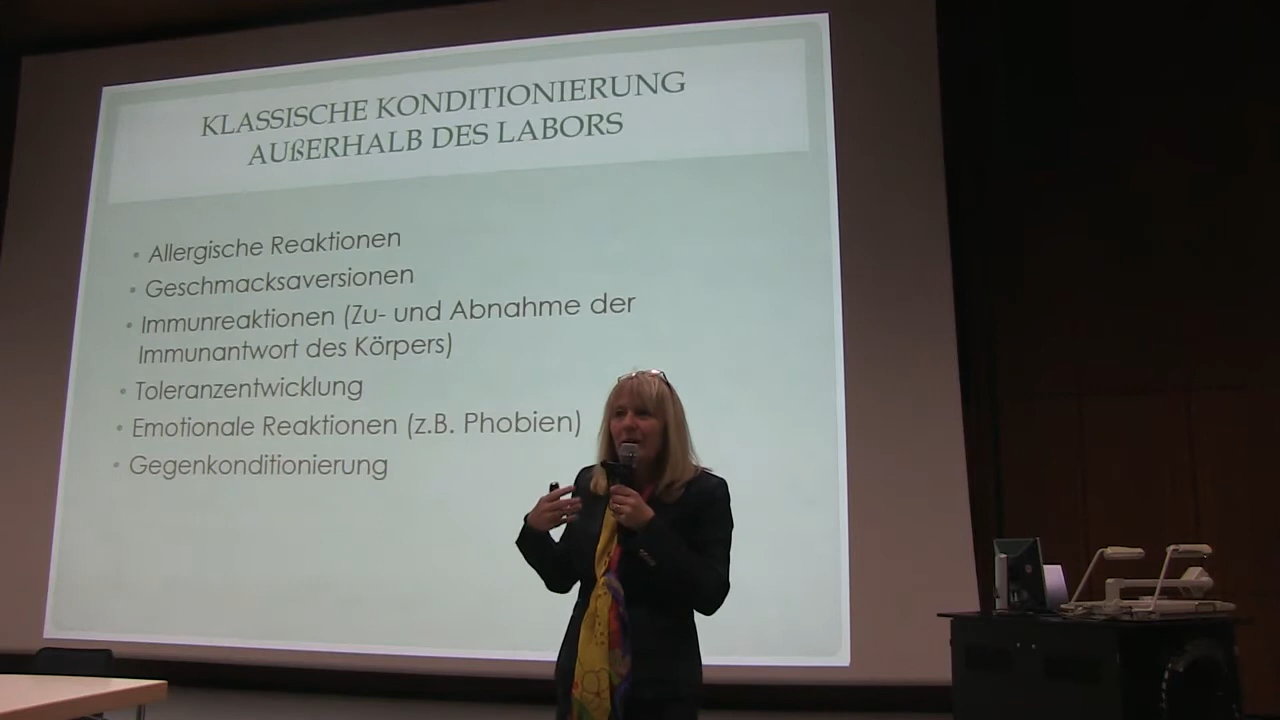 KLASSISCHE KONDITIONIERUNG
AUßERHALB DES LABORS
• Allergische Reaktionen
• Geschmacksaversionen
• Immunreaktionen (Zu- und Abnahme der
Immunantwort des Körpers)
• Toleranzentwicklung
• Emotionale Reaktionen (z.B. Phobien)
• Gegenkonditionierung